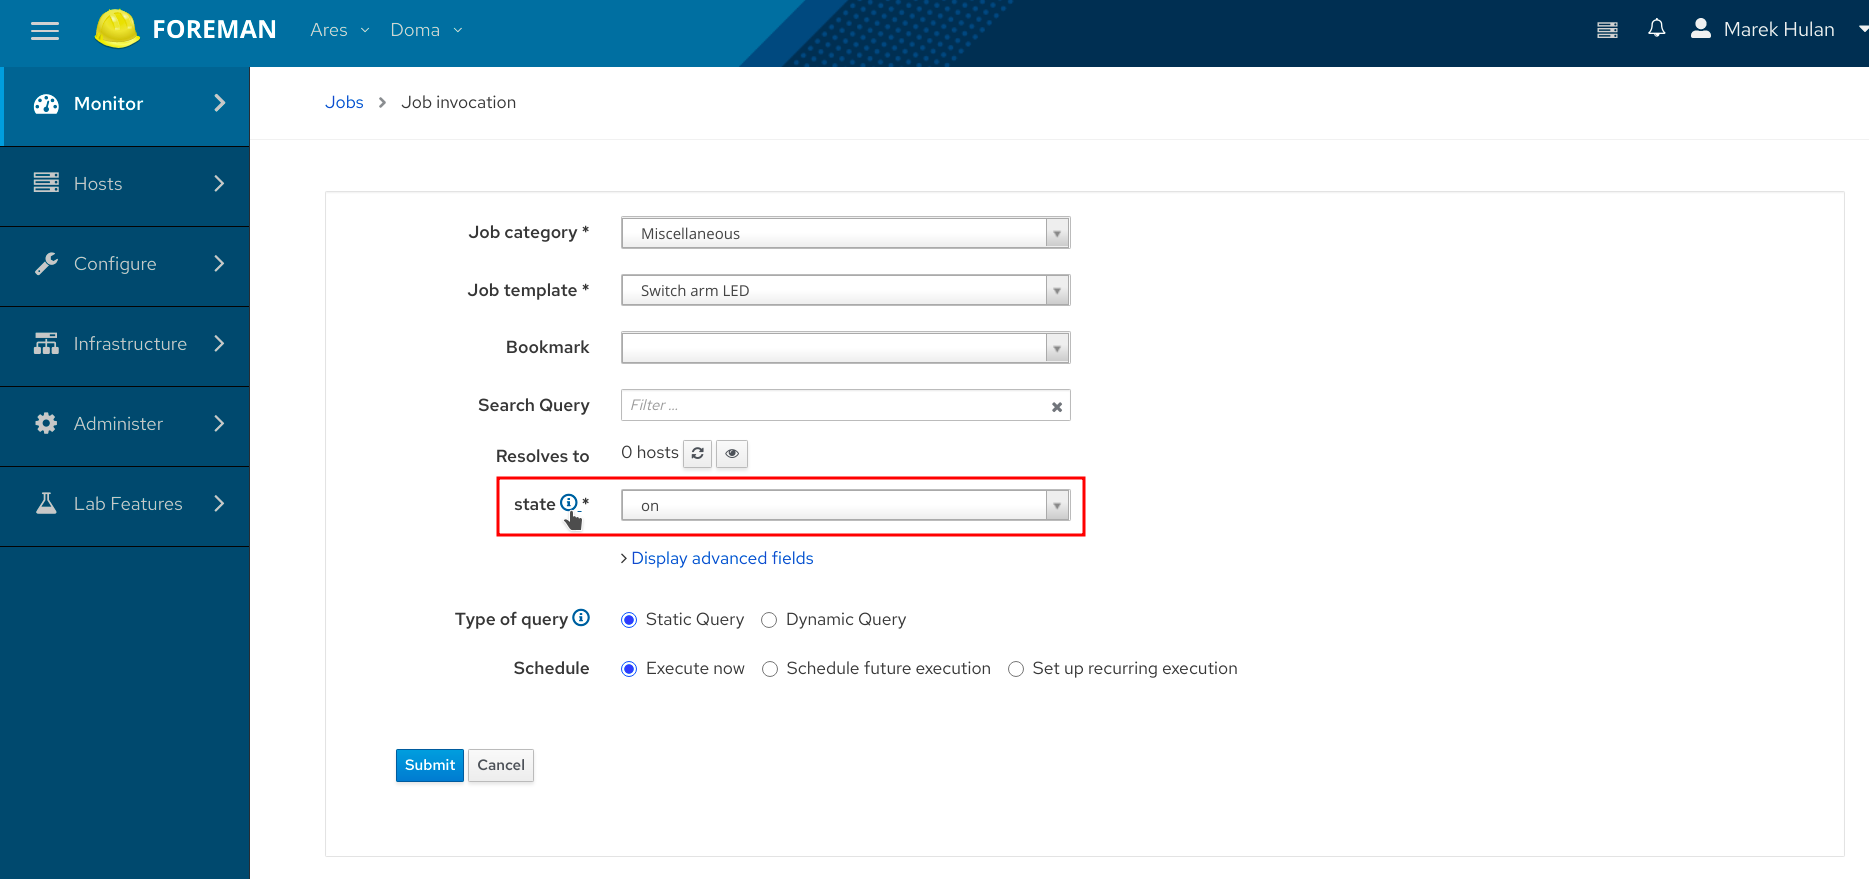 FOREMAN Ares Doma Marek Hulan
Monitor
Hosts
Configure
Infrastructure
Administer
Lab Features
Jobs > Job invocation
Job category * Miscellaneous
Job template * Switch arm LED
Bookmark
Search Query Filter ...
Resolves to 0 hosts
state * on
Display advanced fields
Type of query Static Query Dynamic Query
Schedule Execute now Schedule future execution Set up recurring execution
Submit Cancel